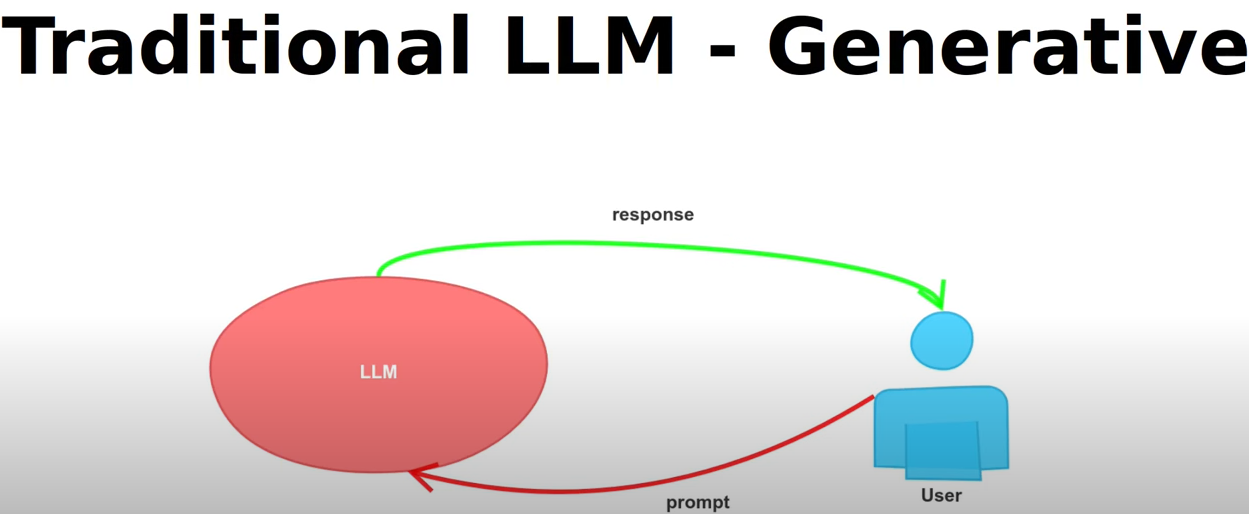 Traditional LLM - Generative
response
LLM
User
prompt